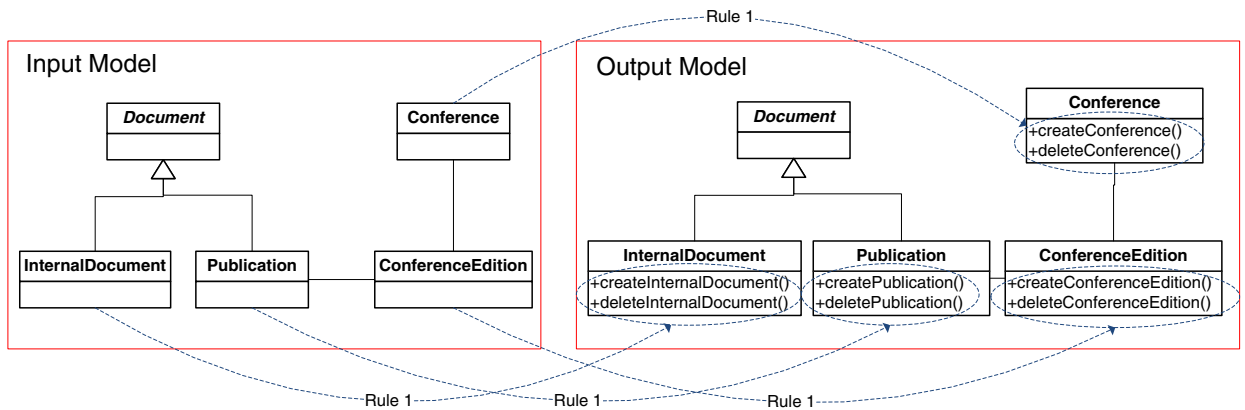 Rule 1
Input Model
Document
Conference
InternalDocument
Publication
ConferenceEdition
Output Model
Document
Conference
+createConference()
+deleteConference()
InternalDocument
+createInternalDocument()
+deleteInternalDocument()
Publication
+createPublication()
+deletePublication()
ConferenceEdition
+createConferenceEdition()
+deleteConferenceEdition()
Rule 1
Rule 1
Rule 1